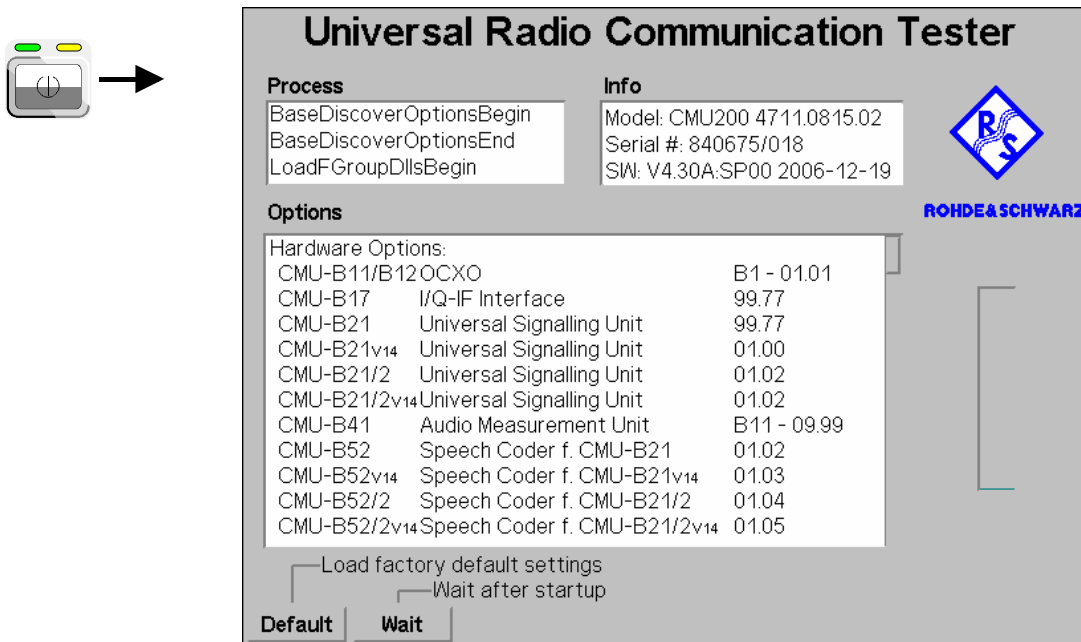 Universal Radio Communication Tester
Process
BaseDiscoverOptionsBegin
BaseDiscoverOptionsEnd
LoadFGroupDllsBegin
Info
Model: CMU200 4711.0815.02
Serial #: 840675/018
SW: V4.30A:SP00 2006-12-19
R&S
ROHDE&SCHWARZ
Options
Hardware Options:
CMU-B11/B12 OCXO B1 - 01.01
CMU-B17 I/Q-IF Interface 99.77
CMU-B21 Universal Signalling Unit 99.77
CMU-B21v14 Universal Signalling Unit 01.00
CMU-B21/2 Universal Signalling Unit 01.02
CMU-B21/2v14 Universal Signalling Unit 01.02
CMU-B41 Audio Measurement Unit B11 - 09.99
CMU-B52 Speech Coder f. CMU-B21 01.02
CMU-B52v14 Speech Coder f. CMU-B21v14 01.03
CMU-B52/2 Speech Coder f. CMU-B21/2 01.04
CMU-B52/2v14 Speech Coder f. CMU-B21/2v14 01.05
Load factory default settings
Wait after startup
Default Wait